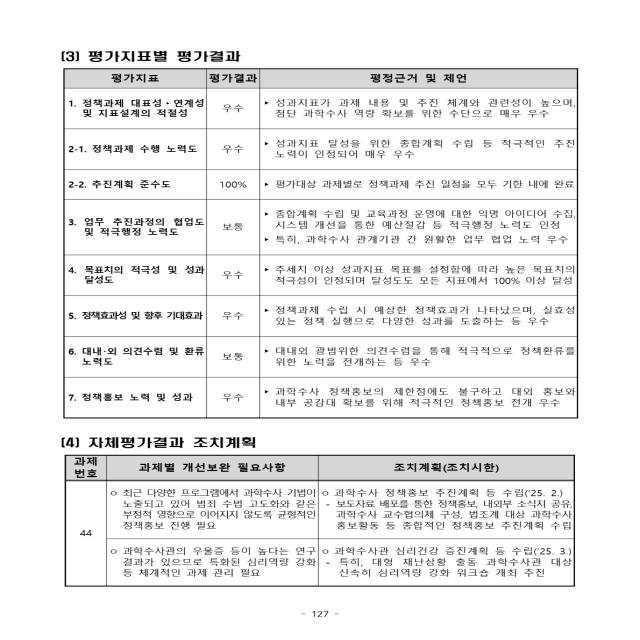 (3) 평가지표별 평가결과
평가지표 평가결과 평정근거 및 제언
1. 정책과제 대표성・연계성
및 지표설계의 적절성
우수
▸ 성과지표가 과제 내용 및 추진 체계와 관련성이 높으며,
첨단 과학수사 역량 확보를 위한 수단으로 매우 우수
2-1. 정책과제 수행 노력도
우수
▸ 성과지표 달성을 위한 종합계획 수립 등 적극적인 추진
노력이 인정되어 매우 우수
2-2. 추진계획 준수도
100%
▸ 평가대상 과제별로 정책과제 추진 일정을 모두 기한 내에 완료
3. 업무 추진과정의 협업도
및 적극행정 노력도
보통
▸ 종합계획 수립 및 교육과정 운영에 대한 익명 아이디어 수집,
시스템 개선을 통한 예산절감 등 적극행정 노력도 인정
▸ 특히, 과학수사 관계기관 간 원활한 업무 협업 노력 우수
4. 목표치의 적극성 및 성과
달성도
우수
▸ 추세치 이상 성과지표 목표를 설정함에 따라 높은 목표치의
적극성이 인정되며 달성도도 모든 지표에서 100% 이상 달성
5. 정책효과성 및 향후 기대효과
우수
▸ 정책과제 수립 시 예상한 정책효과가 나타났으며, 실효성
있는 정책 실행으로 다양한 성과를 도출하는 등 우수
6. 대내·외 의견수렴 및 환류
노력도
보통
▸ 대내외 광범위한 의견수렴을 통해 적극적으로 정책환류를
위한 노력을 전개하는 등 우수
7. 정책홍보 노력 및 성과
우수
▸ 과학수사 정책홍보의 제한점에도 불구하고 대외 홍보와
내부 공감대 확보를 위해 적극적인 정책홍보 전개 우수
(4) 자체평가결과 조치계획
과제
번호
과제별 개선보완 필요사항 조치계획(조치시한)
44
ㅇ 최근 다양한 프로그램에서 과학수사 기법이
노출되고 있어 범죄 수법 고도화와 같은
부정적 영향으로 이어지지 않도록 균형적인
정책홍보 진행 필요
ㅇ 과학수사 정책홍보 추진계획 등 수립('25. 2.)
- 보도자료 배포를 통한 정책홍보, 내외부 소식지 공유,
과학수사 교수협의체 구성, 법조계 대상 과학수사
홍보활동 등 종합적인 정책홍보 추진계획 수립
ㅇ 과학수사관의 우울증 등이 높다는 연구
결과가 있으므로 특화된 심리역량 강화
등 체계적인 과제 관리 필요
ㅇ 과학수사관 심리건강 증진계획 등 수립('25. 3.)
- 특히, 대형 재난상황 출동 과학수사관 대상
신속히 심리역량 강화 워크숍 개최 추진
- 127 -